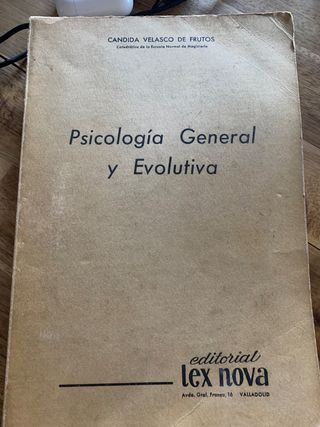 CANDIDA VELASCO DE FRUTOS
Catedrática de la Escuela Normal de Magisterio
Psicología General
y Evolutiva
editorial
lex nova
Avda. Gral. Franco, 16 VALLADOLID